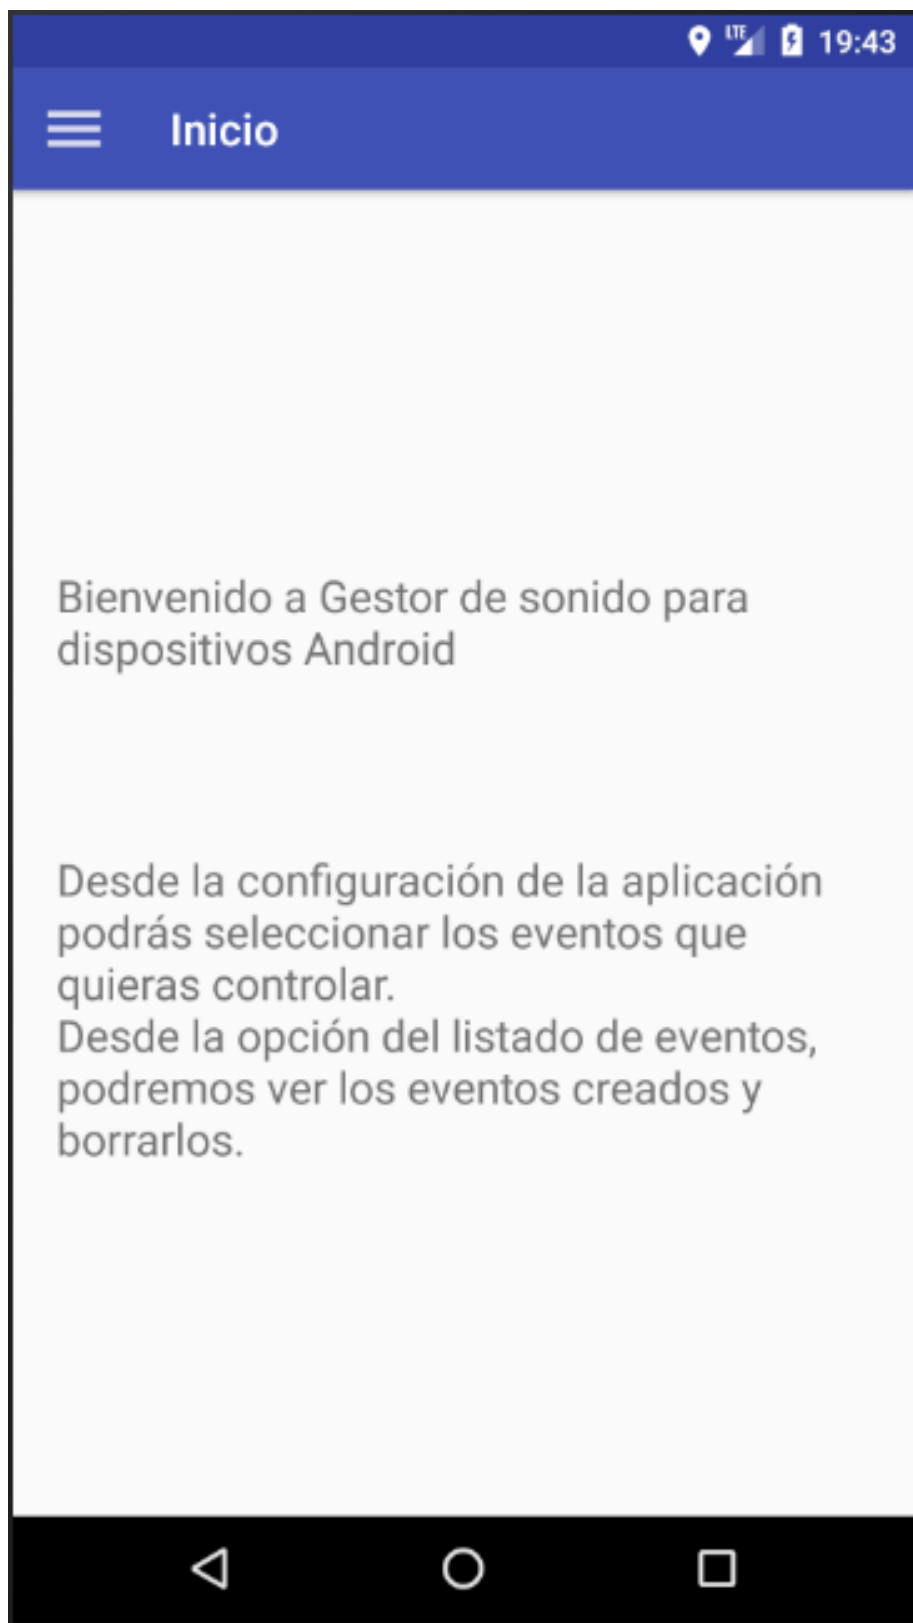 LTE 19:43
Inicio
Bienvenido a Gestor de sonido para
dispositivos Android
Desde la configuración de la aplicación
podrás seleccionar los eventos que
quieras controlar.
Desde la opción del listado de eventos,
podremos ver los eventos creados y
borrarlos.